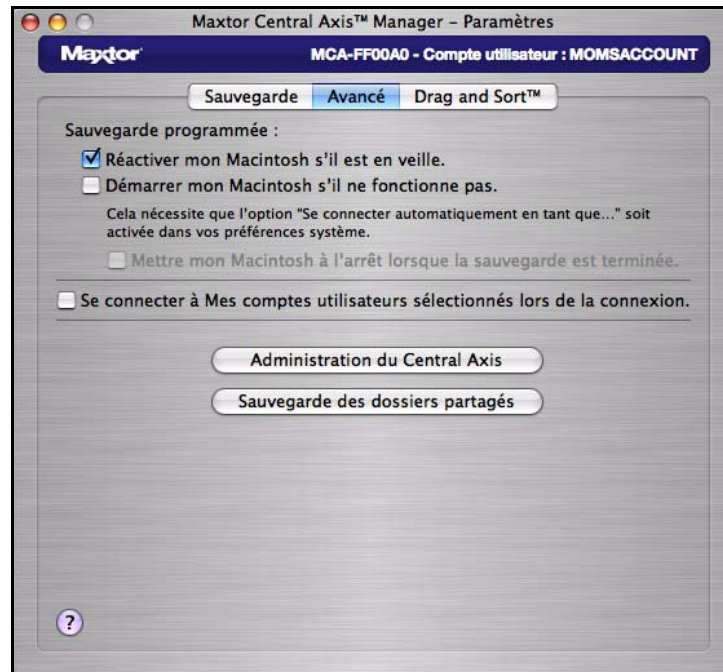 Maxtor Central Axis™ Manager – Paramètres
Maxtor
MCA-FF00A0 - Compte utilisateur : MOMSACCOUNT
Sauvegarde Avancé Drag and Sort™
Sauvegarde programmée :
Réactiver mon Macintosh s'il est en veille.
Démarrer mon Macintosh s'il ne fonctionne pas.
Cela nécessite que l'option "Se connecter automatiquement en tant que..." soit
activée dans vos préférences système.
Mettre mon Macintosh à l'arrêt lorsque la sauvegarde est terminée.
Se connecter à Mes comptes utilisateurs sélectionnés lors de la connexion.
Administration du Central Axis
Sauvegarde des dossiers partagés
?